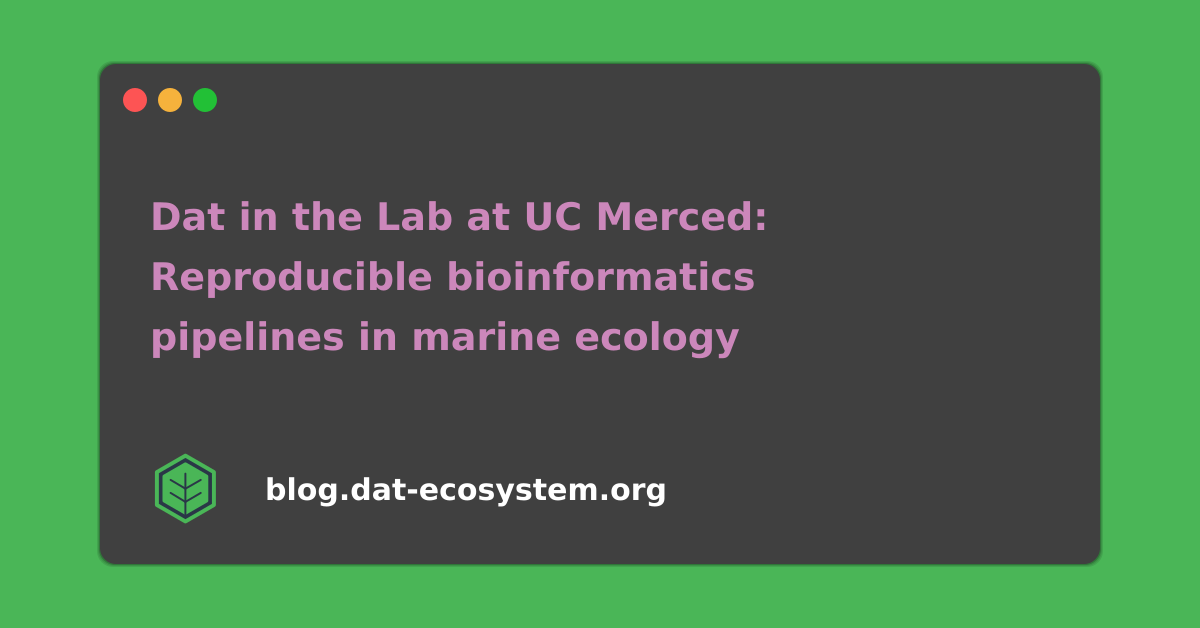 Dat in the Lab at UC Merced:
Reproducible bioinformatics
pipelines in marine ecology
blog.dat-ecosystem.org